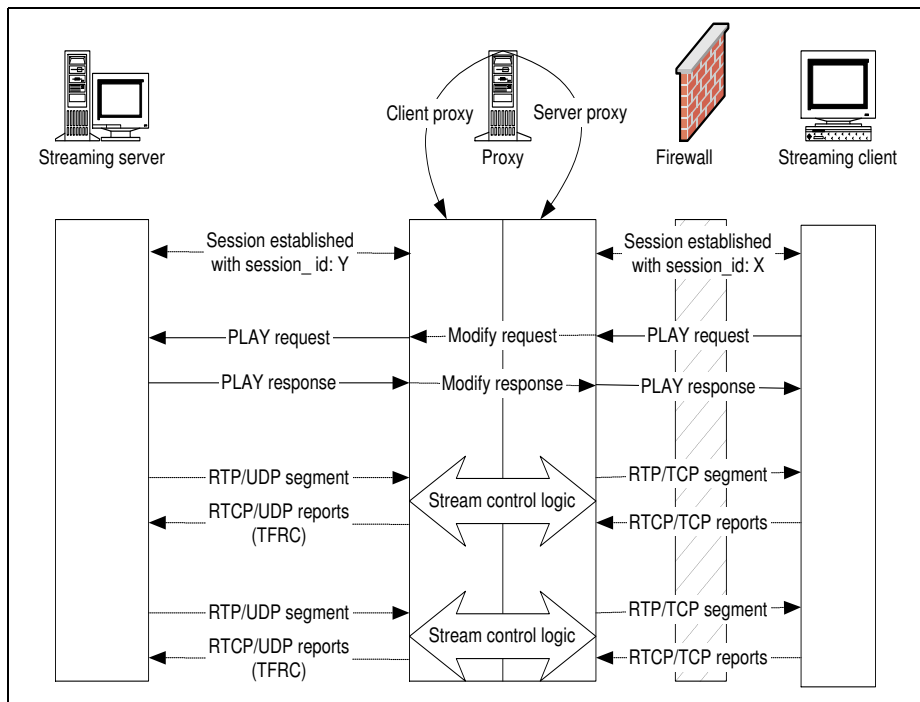 Client proxy
Server proxy
Streaming server
Proxy
Firewall
Streaming client
Session established
with session_ id: Y
Session established
with session_ id: X
PLAY request
Modify request
PLAY request
PLAY response
Modify response
PLAY response
RTP/UDP segment
RTP/TCP segment
Stream control logic
RTCP/UDP reports
(TFRC)
RTCP/TCP reports
RTP/UDP segment
RTP/TCP segment
Stream control logic
RTCP/UDP reports
(TFRC)
RTCP/TCP reports